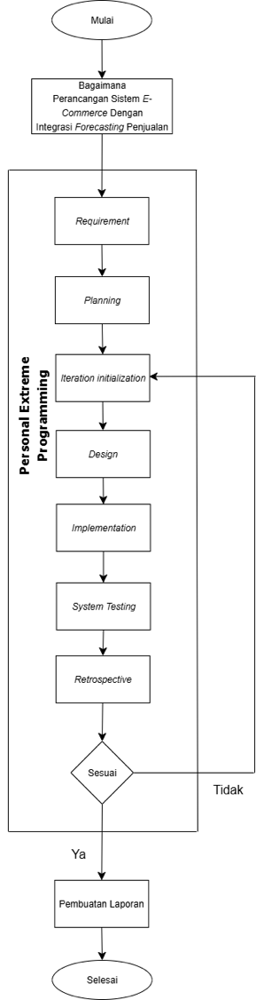 Mulai
Bagaimana
Perancangan Sistem E-
Commerce Dengan
Integrasi Forecasting Penjualan
Requirement
Planning
Personal Extreme
Programming
Iteration initialization
Design
Implementation
System Testing
Retrospective
Sesuai
Tidak
Ya
Pembuatan Laporan
Selesai